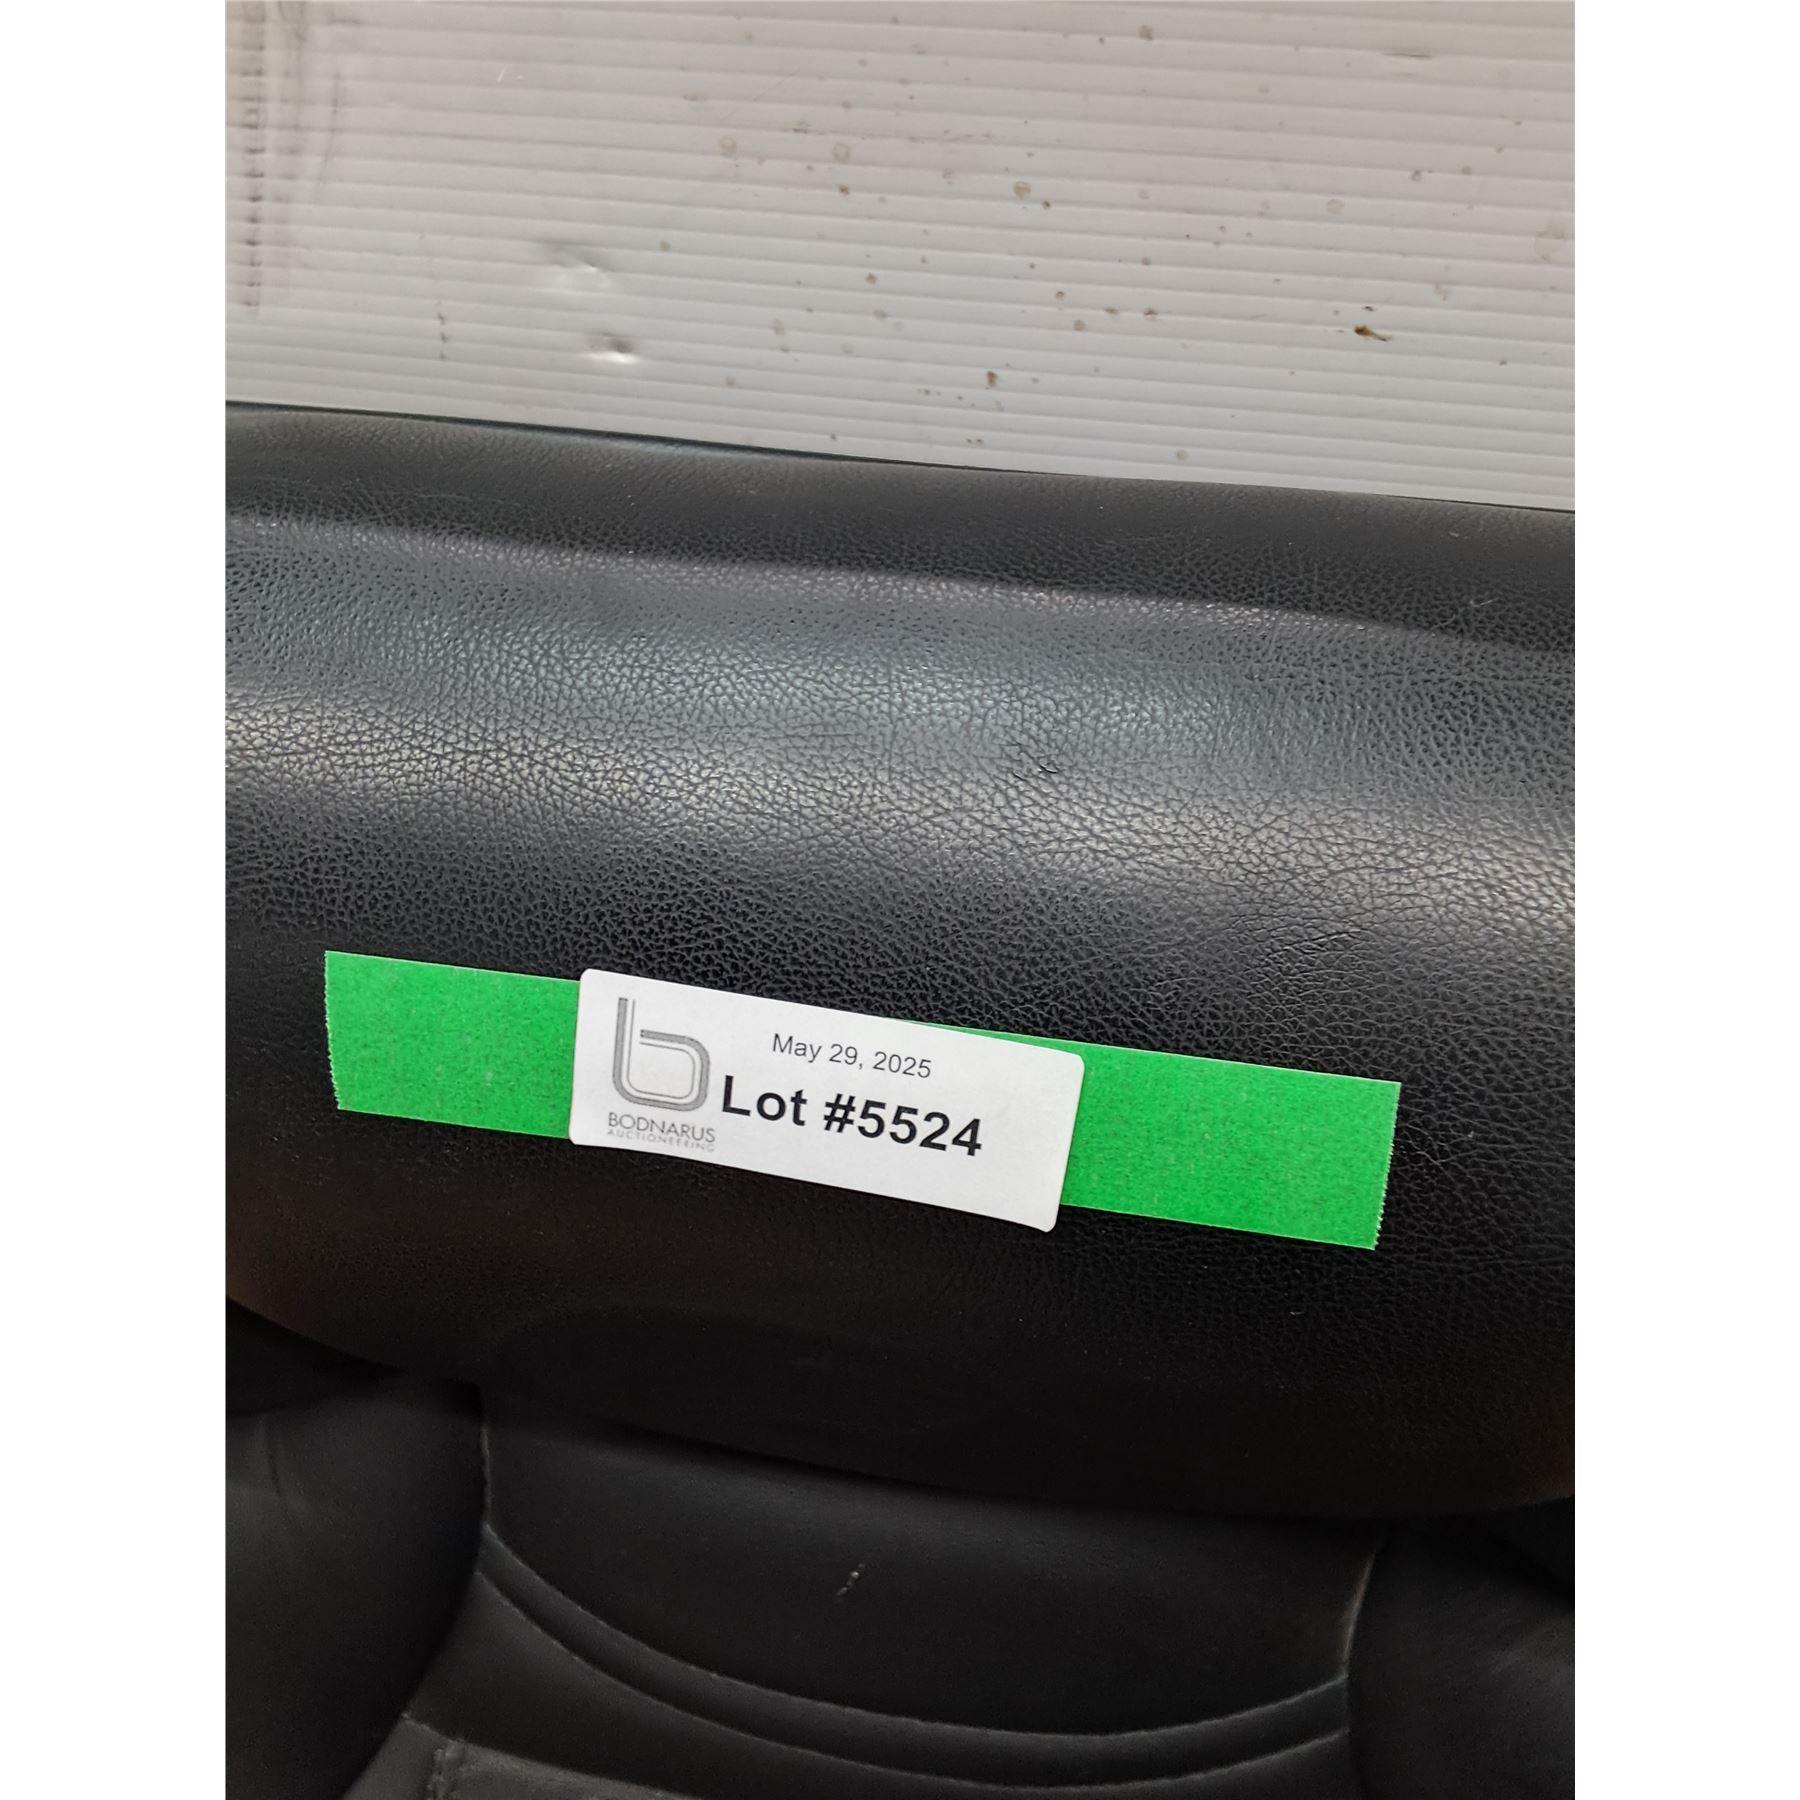 May 29, 2025
Lot #5524
BODNARUS
AUCTIONEERING